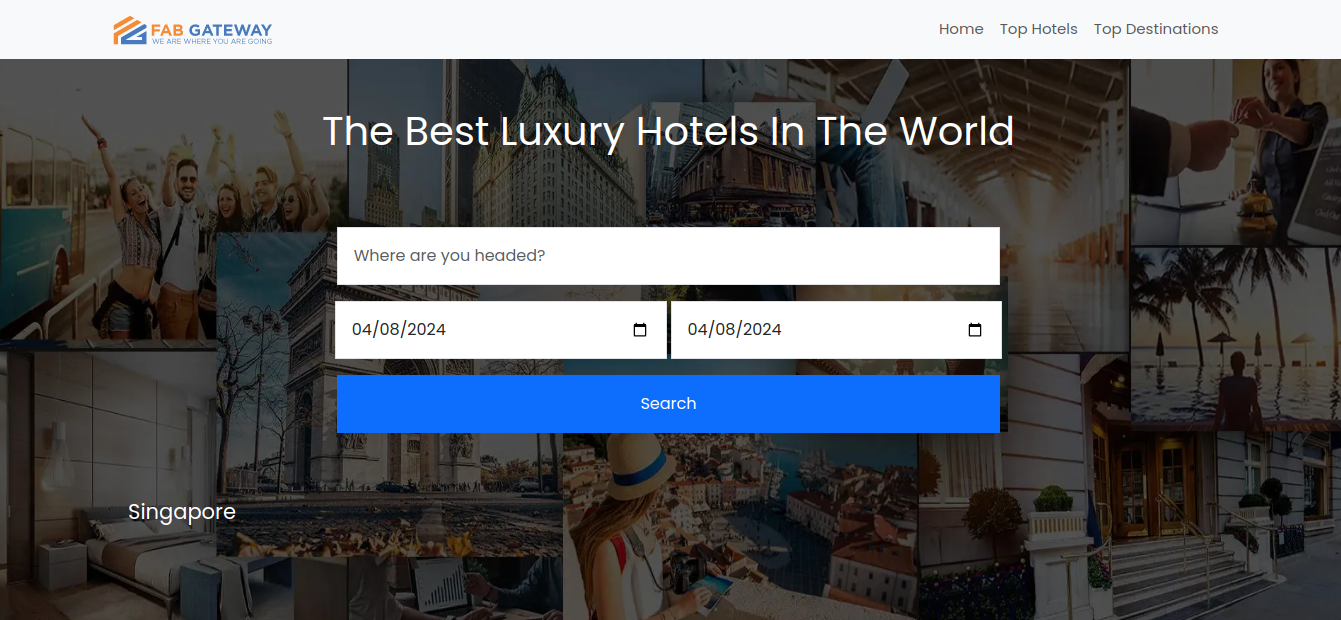 FAB GATEWAY
WE ARE WHERE YOU ARE GOING
Home Top Hotels Top Destinations
The Best Luxury Hotels In The World
Where are you headed?
04/08/2024 04/08/2024
Search
Singapore